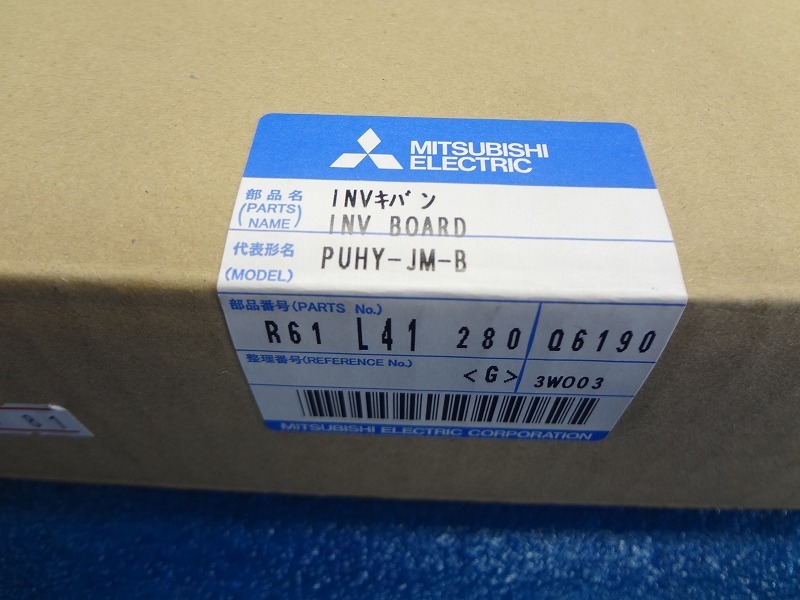 MITSUBISHI
ELECTRIC
部品名
(PARTS NAME)
INVキバン
INV BOARD
代表形名
(MODEL)
PUHY-JM-B
部品番号(PARTS No.)
R61 L41 280 Q6190
整理番号(REFERENCE No.)
<G> 3W003
MITSUBISHI ELECTRIC CORPORATION